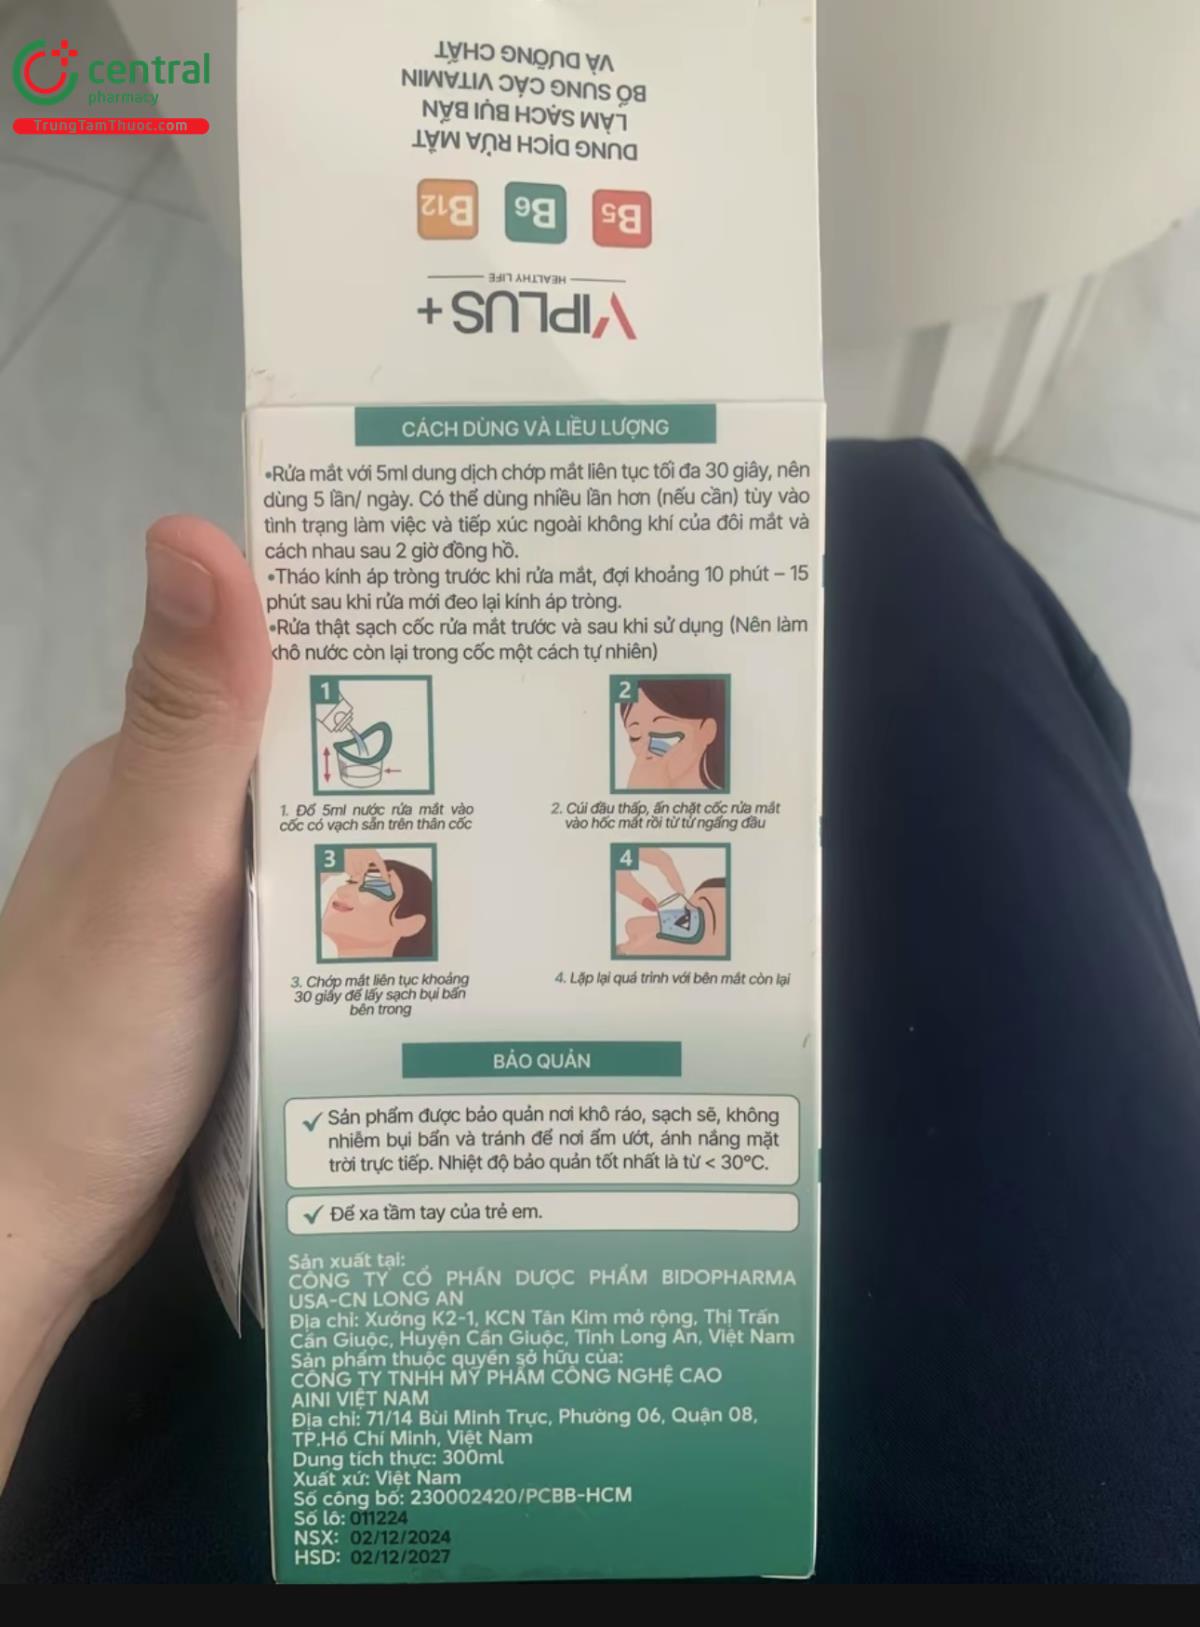 central
pharmacy
TrungTamThuoc.com
VIPLUS+
HEALTHY LIFE
B5 B6 B12
DUNG DỊCH RỬA MẮT
LÀM SẠCH BỤI BẨN
BỔ SUNG CÁC VITAMIN
VÀ DƯỠNG CHẤT
CÁCH DÙNG VÀ LIỀU LƯỢNG
•Rửa mắt với 5ml dung dịch chớp mắt liên tục tối đa 30 giây, nên
dùng 5 lần/ ngày. Có thể dùng nhiều lần hơn (nếu cần) tùy vào
tình trạng làm việc và tiếp xúc ngoài không khí của đôi mắt và
cách nhau sau 2 giờ đồng hồ.
•Tháo kính áp tròng trước khi rửa mắt, đợi khoảng 10 phút – 15
phút sau khi rửa mới đeo lại kính áp tròng.
•Rửa thật sạch cốc rửa mắt trước và sau khi sử dụng (Nên làm
khô nước còn lại trong cốc một cách tự nhiên)
1
1. Đổ 5ml nước rửa mắt vào
cốc có vạch sẵn trên thân cốc
2
2. Cúi đầu thấp, ấn chặt cốc rửa mắt
vào hốc mắt rồi từ từ ngẩng đầu
3
3. Chớp mắt liên tục khoảng
30 giây để lấy sạch bụi bẩn
bên trong
4
4. Lặp lại quá trình với bên mắt còn lại
BẢO QUẢN
✓ Sản phẩm được bảo quản nơi khô ráo, sạch sẽ, không
nhiễm bụi bẩn và tránh để nơi ẩm ướt, ánh nắng mặt
trời trực tiếp. Nhiệt độ bảo quản tốt nhất là từ < 30°C.
✓ Để xa tầm tay của trẻ em.
Sản xuất tại:
CÔNG TY CỔ PHẦN DƯỢC PHẨM BIDOPHARMA
USA-CN LONG AN
Địa chỉ: Xưởng K2-1, KCN Tân Kim mở rộng, Thị Trấn
Cần Giuộc, Huyện Cần Giuộc, Tỉnh Long An, Việt Nam
Sản phẩm thuộc quyền sở hữu của:
CÔNG TY TNHH MỸ PHẨM CÔNG NGHỆ CAO
AINI VIỆT NAM
Địa chỉ: 71/14 Bùi Minh Trực, Phường 06, Quận 08,
TP.Hồ Chí Minh, Việt Nam
Dung tích thực: 300ml
Xuất xứ: Việt Nam
Số công bố: 230002420/PCBB-HCM
Số lô: 011224
NSX: 02/12/2024
HSD: 02/12/2027